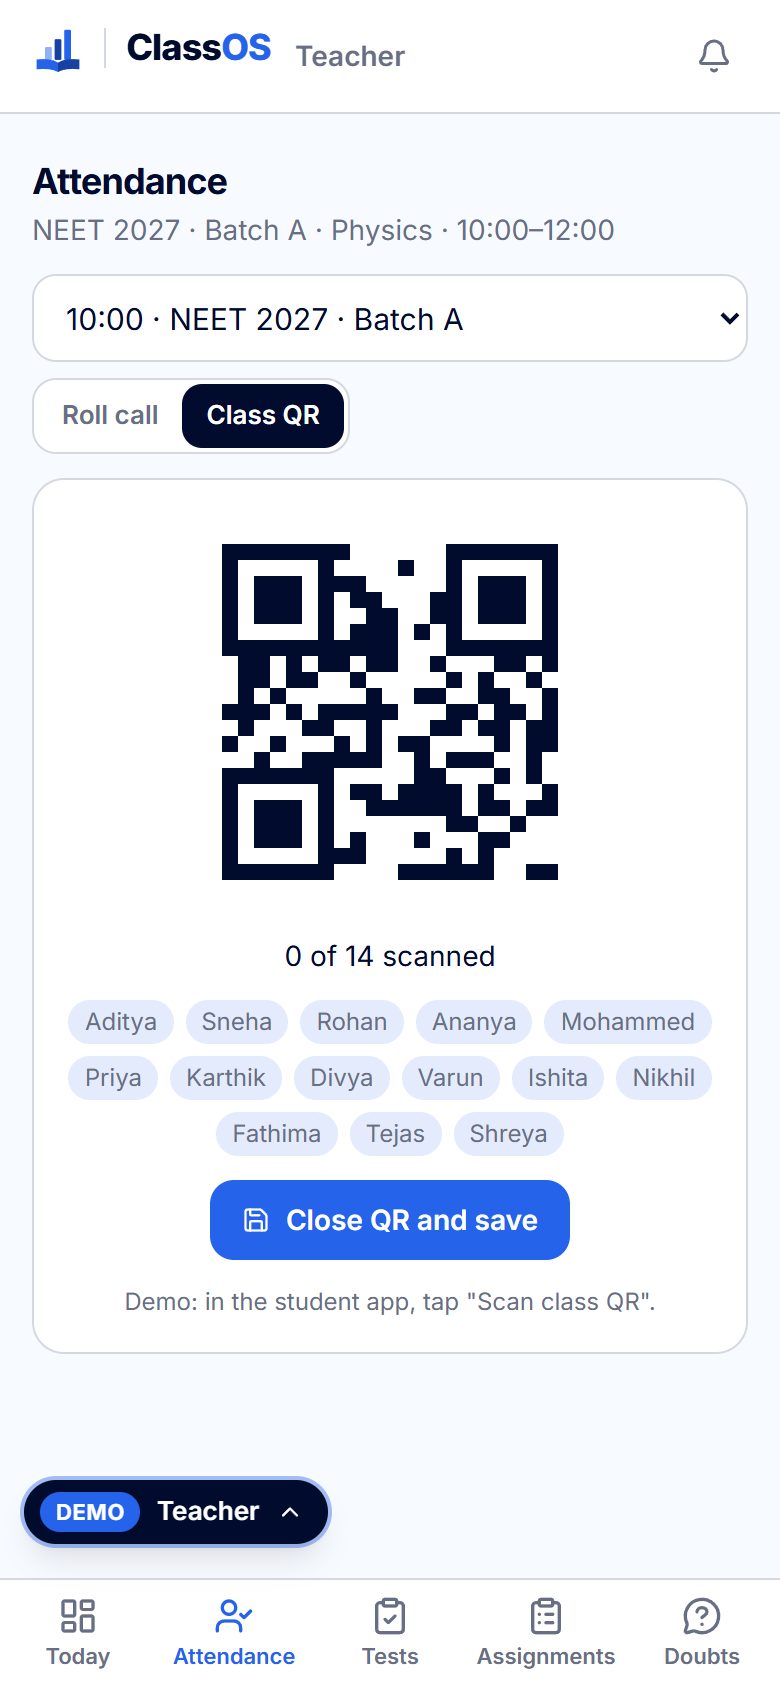 ClassOS Teacher
Attendance
NEET 2027 · Batch A · Physics · 10:00–12:00
10:00 · NEET 2027 · Batch A
Roll call Class QR
0 of 14 scanned
Aditya Sneha Rohan Ananya Mohammed
Priya Karthik Divya Varun Ishita Nikhil
Fathima Tejas Shreya
Close QR and save
Demo: in the student app, tap "Scan class QR".
DEMO Teacher
Today Attendance Tests Assignments Doubts